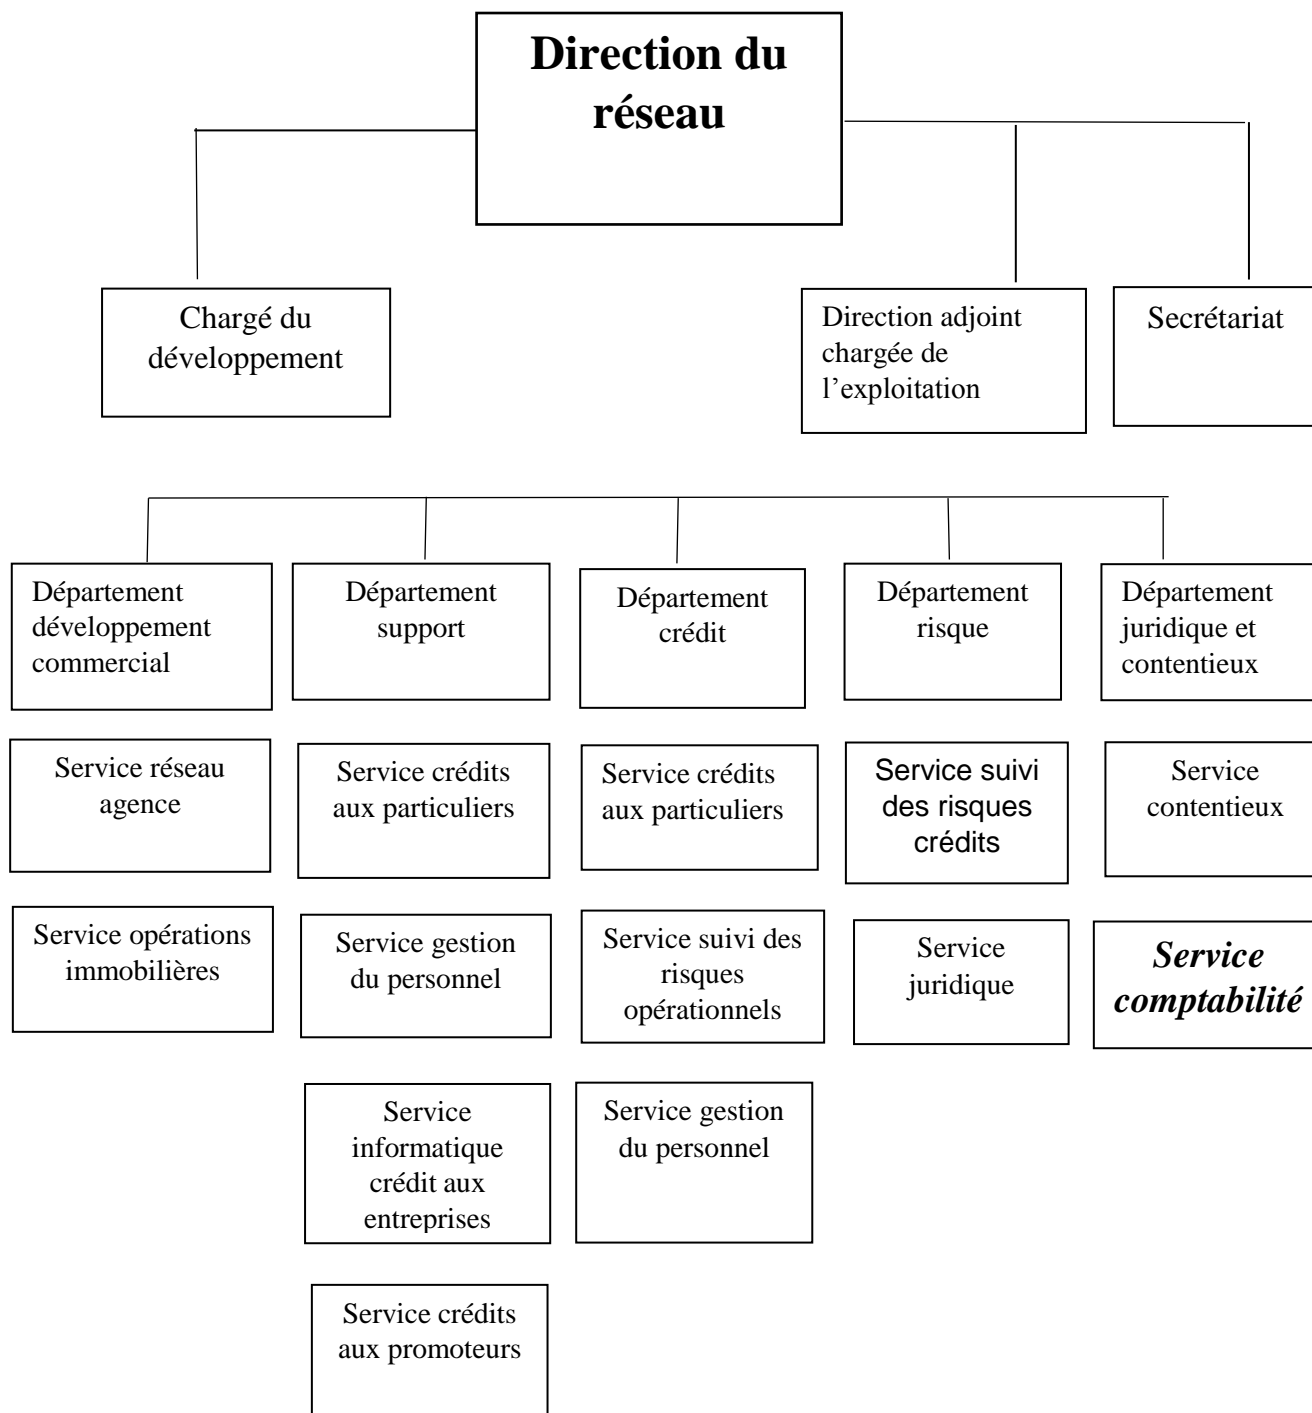 Direction du
réseau
Chargé du
développement
Direction adjoint
chargée de
l’exploitation
Secrétariat
Département
développement
commercial
Département
support
Département
crédit
Département
risque
Département
juridique et
contentieux
Service réseau
agence
Service crédits
aux particuliers
Service crédits
aux particuliers
Service suivi
des risques
crédits
Service
contentieux
Service opérations
immobilières
Service gestion
du personnel
Service suivi des
risques
opérationnels
Service
juridique
Service
comptabilité
Service
informatique
crédit aux
entreprises
Service gestion
du personnel
Service crédits
aux promoteurs